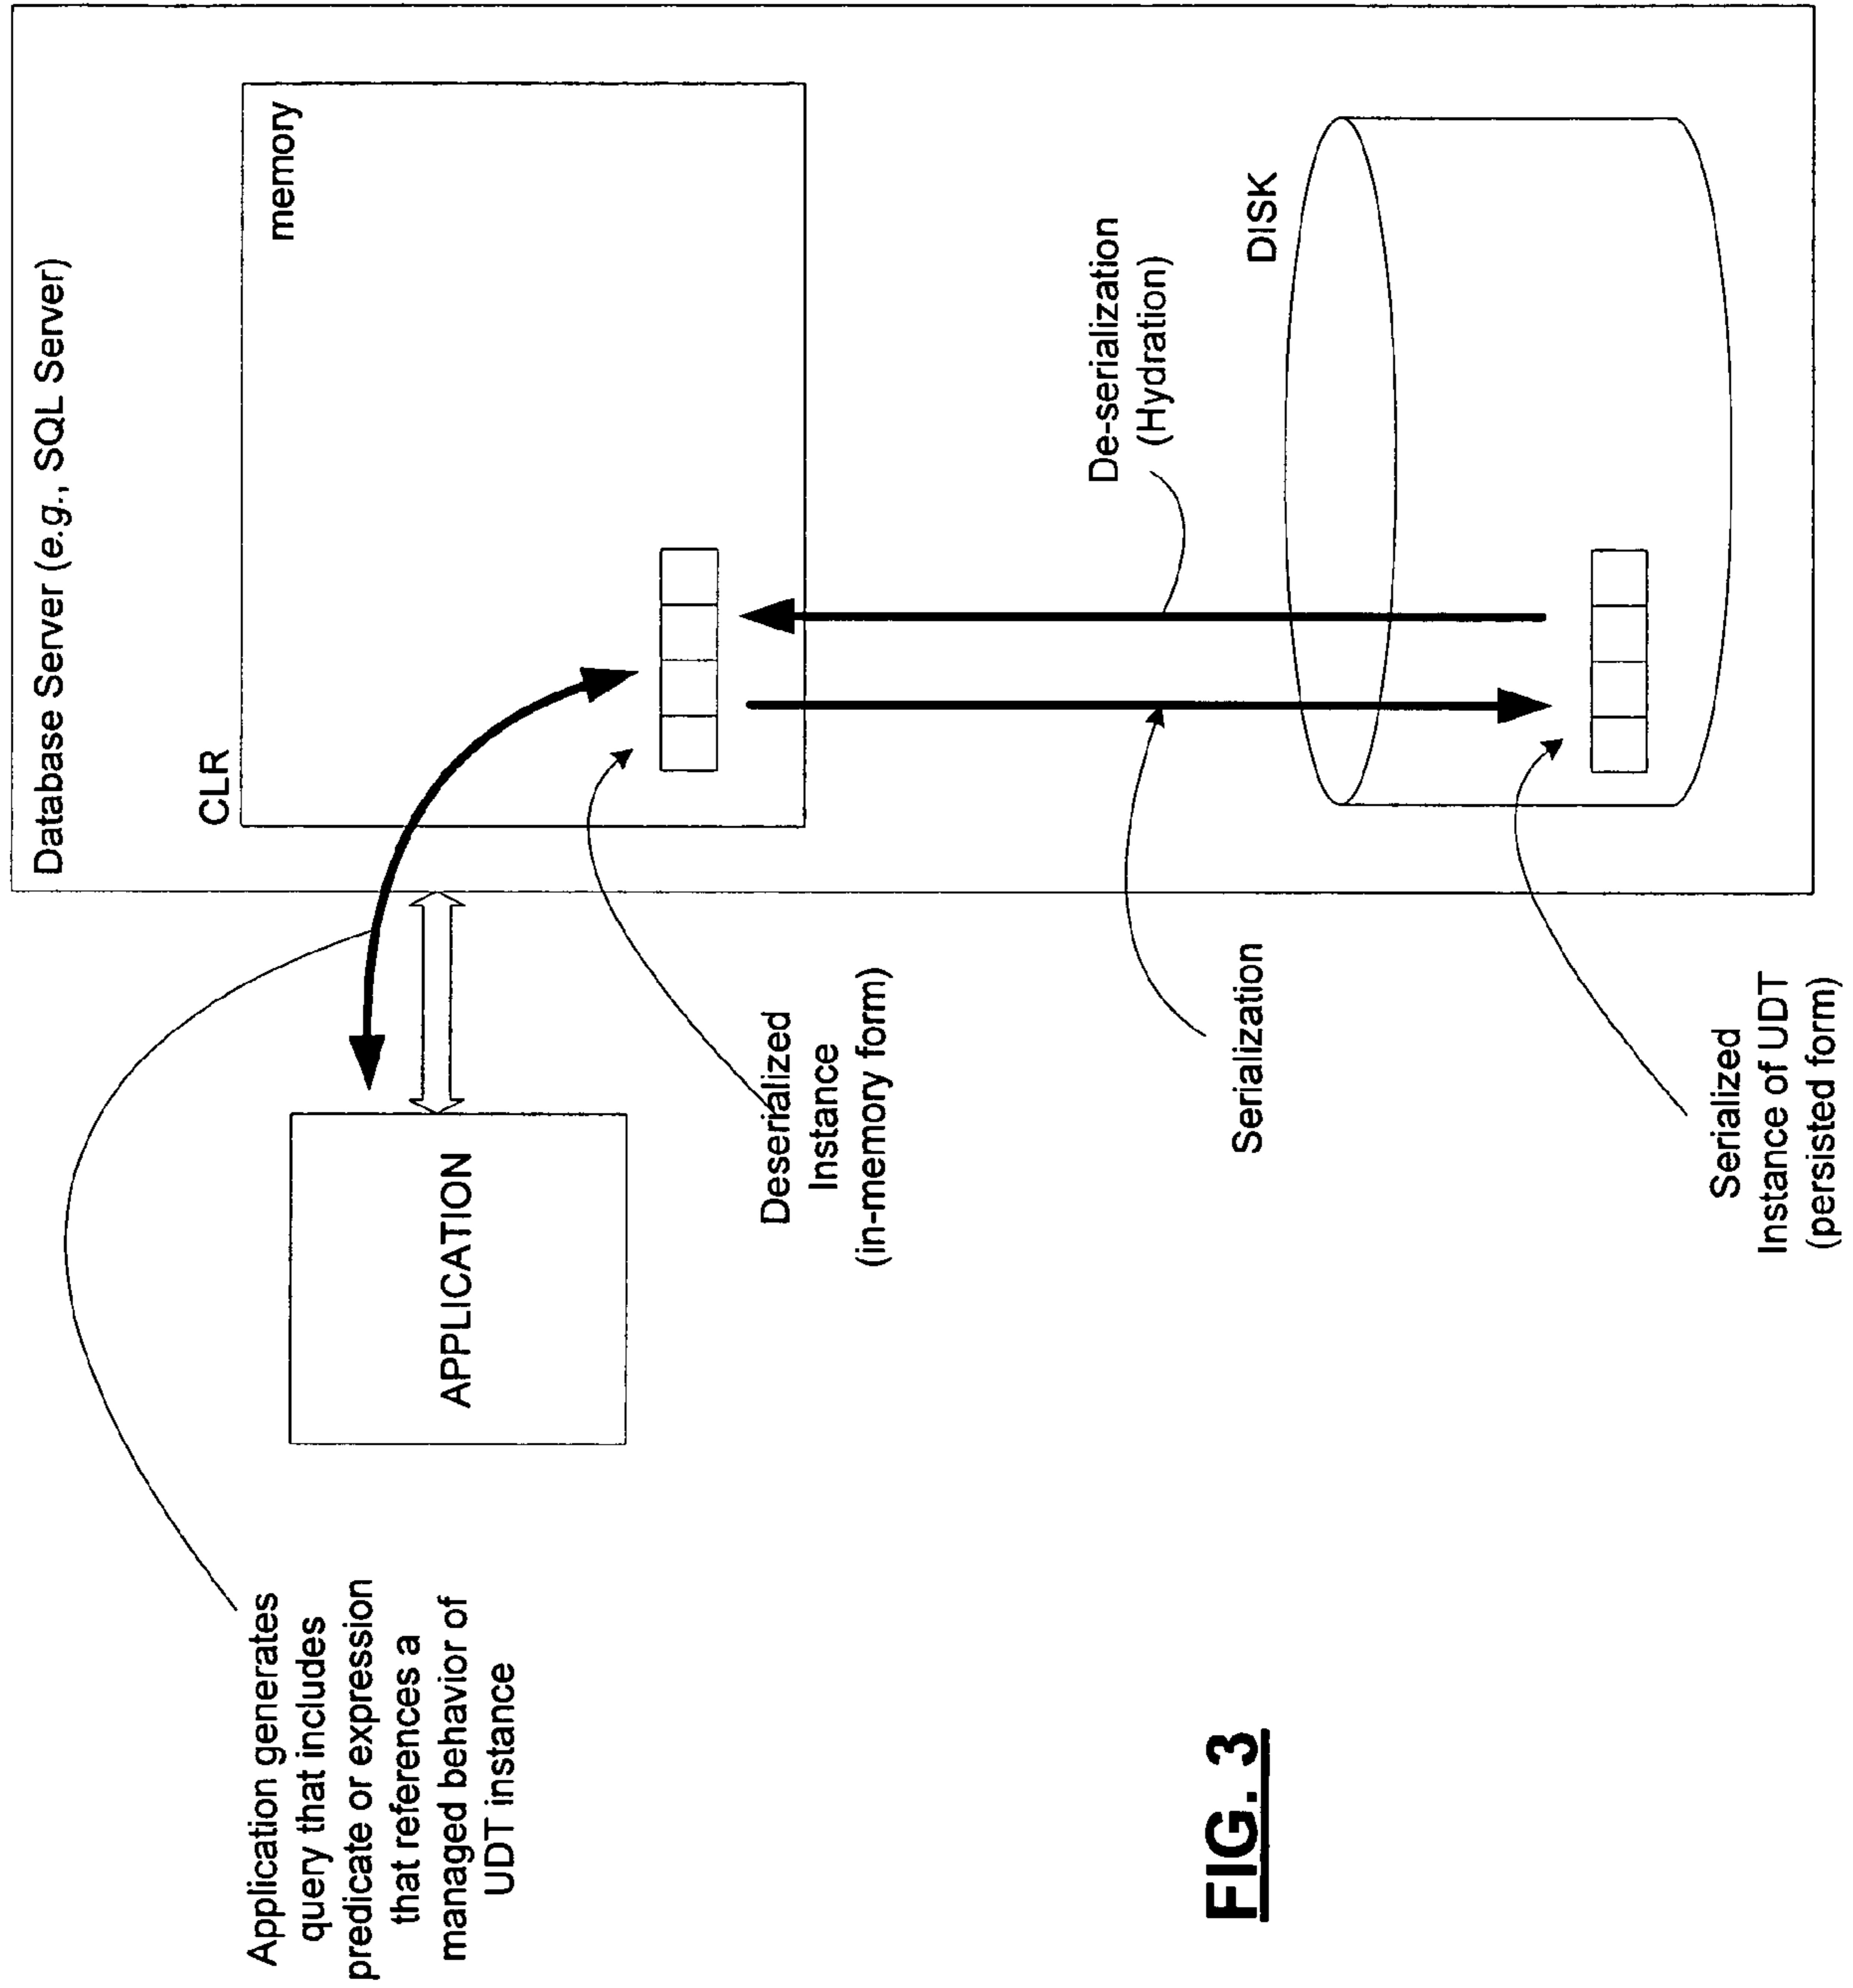 Database Server (e.g., SQL Server)
CLR
memory
Application generates
query that includes
predicate or expression
that references a
managed behavior of
UDT instance
APPLICATION
Deserialized
Instance
(in-memory form)
De-serialization
(Hydration)
Serialization
DISK
Serialized
Instance of UDT
(persisted form)
FIG. 3